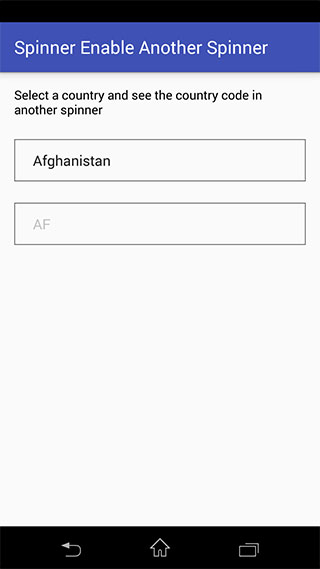 Spinner Enable Another Spinner
Select a country and see the country code in
another spinner
Afghanistan
AF